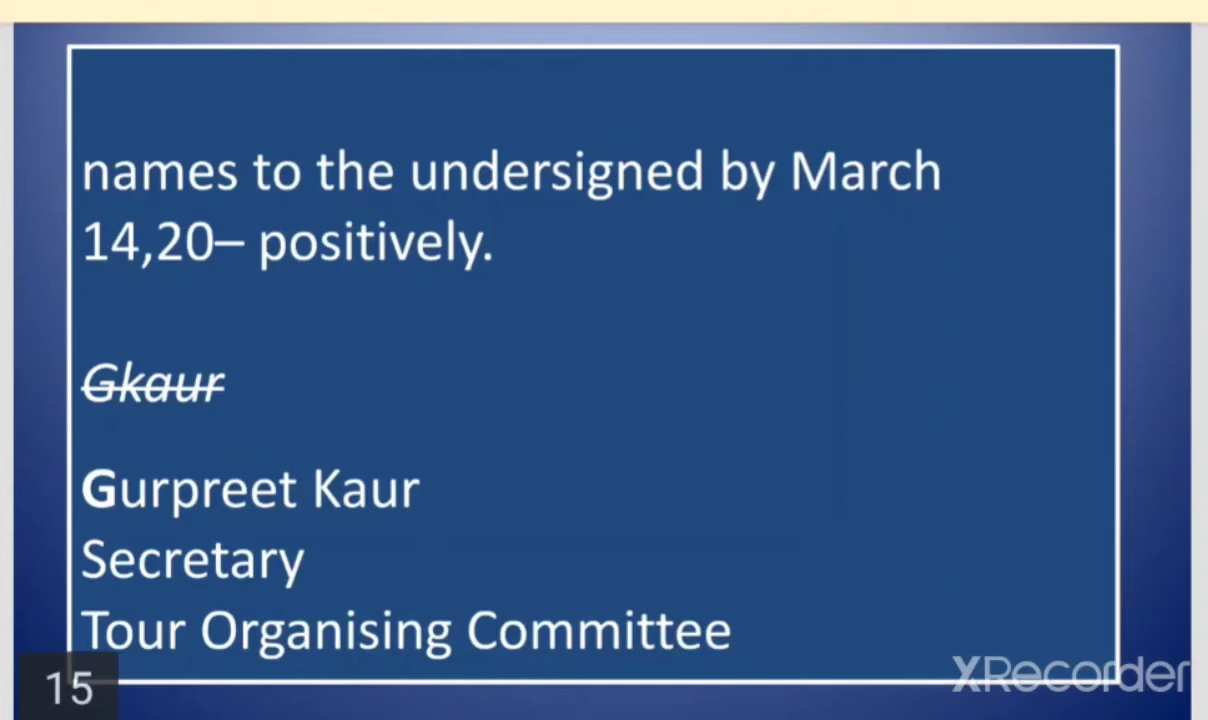 names to the undersigned by March
14,20– positively.
Gkaur
Gurpreet Kaur
Secretary
Tour Organising Committee
15
XRecorder